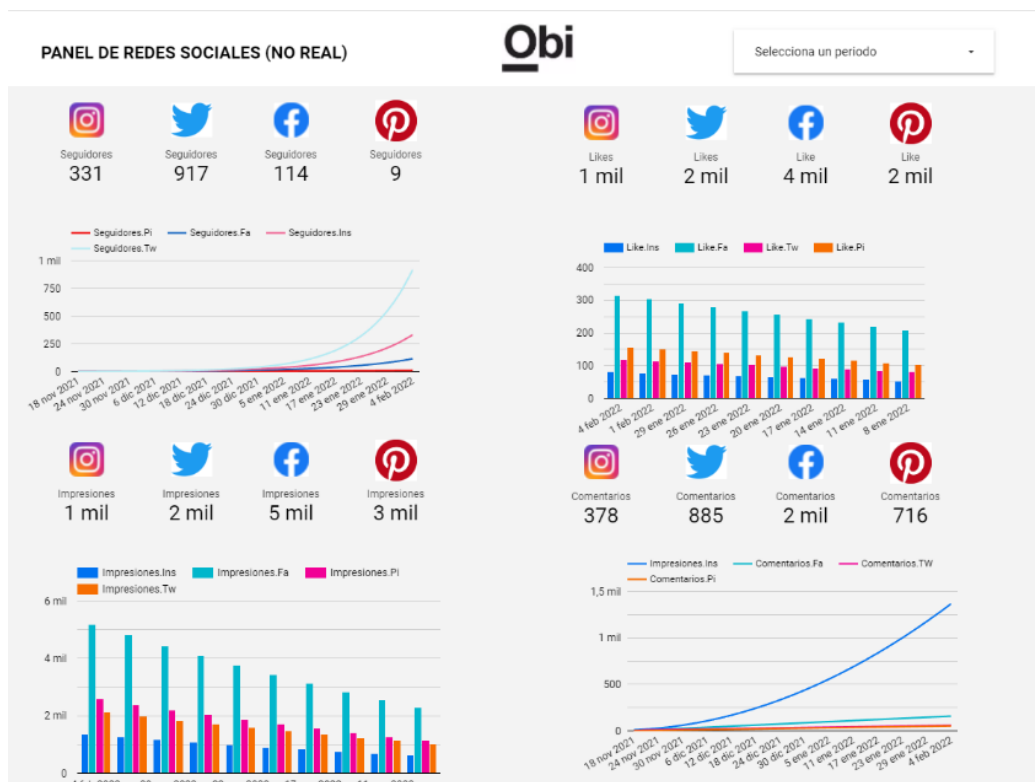 PANEL DE REDES SOCIALES (NO REAL)
Obi
Selecciona un periodo
Seguidores Seguidores Seguidores Seguidores
331 917 114 9
Likes Likes Like Like
1 mil 2 mil 4 mil 2 mil
Seguidores.Pi Seguidores.Fa Seguidores.Ins
Seguidores.Tw
1 mil
750
500
250
0
18 nov 2021 24 nov 2021 30 nov 2021 6 dic 2021 12 dic 2021 18 dic 2021 24 dic 2021 30 dic 2021 5 ene 2022 11 ene 2022 17 ene 2022 23 ene 2022 29 ene 2022 4 feb 2022
Like.Ins Like.Fa Like.Tw Like.Pi
400
300
200
100
0
4 feb 2022 1 feb 2022 29 ene 2022 26 ene 2022 23 ene 2022 20 ene 2022 17 ene 2022 14 ene 2022 11 ene 2022 8 ene 2022
Impresiones Impresiones Impresiones Impresiones
1 mil 2 mil 5 mil 3 mil
Comentarios Comentarios Comentarios Comentarios
378 885 2 mil 716
Impresiones.Ins Impresiones.Fa Impresiones.Pi
Impresiones.Tw
6 mil
4 mil
2 mil
0
Impresiones.Ins Comentarios.Fa Comentarios.TW
Comentarios.Pi
1,5 mil
1 mil
500
0
18 nov 2021 24 nov 2021 30 nov 2021 6 dic 2021 12 dic 2021 18 dic 2021 24 dic 2021 30 dic 2021 5 ene 2022 11 ene 2022 17 ene 2022 23 ene 2022 29 ene 2022 4 feb 2022